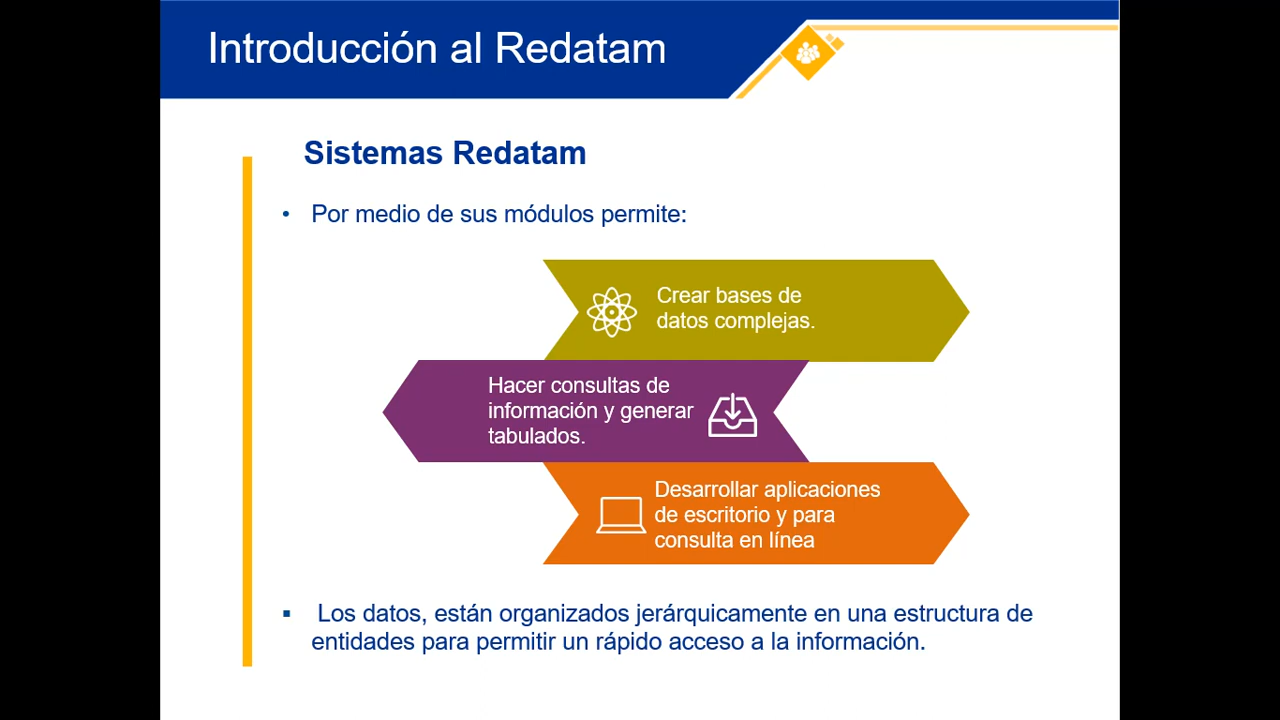 Introducción al Redatam
Sistemas Redatam
• Por medio de sus módulos permite:
Crear bases de
datos complejas.
Hacer consultas de
información y generar
tabulados.
Desarrollar aplicaciones
de escritorio y para
consulta en línea
▪ Los datos, están organizados jerárquicamente en una estructura de
entidades para permitir un rápido acceso a la información.